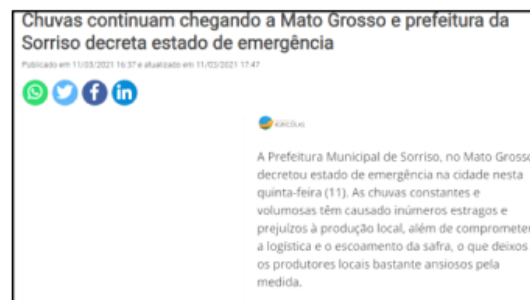 Chuvas continuam chegando a Mato Grosso e prefeitura da
Sorriso decreta estado de emergência
Publicado em 11/03/2021 16:37 e atualizado em 11/03/2021 17:47
in
AGRÍCOLAS
A Prefeitura Municipal de Sorriso, no Mato Grosso
decretou estado de emergência na cidade nesta
quinta-feira (11). As chuvas constantes e
volumosas têm causado inúmeros estragos e
prejuízos à produção local, além de comprometer
a logística e o escoamento da safra, o que deixos
os produtores locais bastante ansiosos pela
medida.